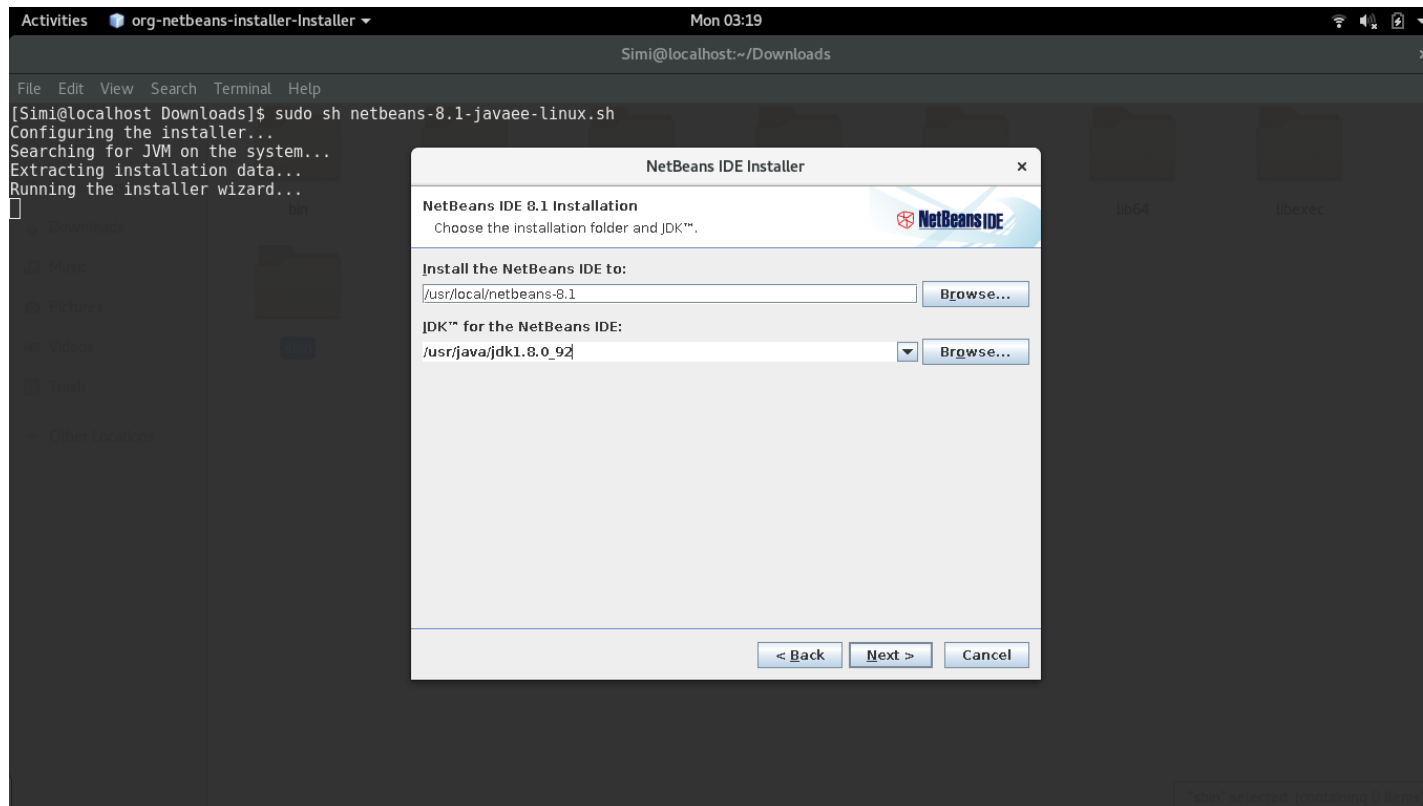 Activities org-netbeans-installer-Installer Mon 03:19
Simi@localhost:~/Downloads
File Edit View Search Terminal Help
[Simi@localhost Downloads]$ sudo sh netbeans-8.1-javaee-linux.sh
Configuring the installer...
Searching for JVM on the system...
Extracting installation data...
Running the installer wizard...
bin
lib64
libexec
Downloads
Music
Pictures
Videos
Trash
Other Locations
NetBeans IDE Installer
NetBeans IDE 8.1 Installation
Choose the installation folder and JDK™.
NetBeans IDE
Install the NetBeans IDE to:
/usr/local/netbeans-8.1
Browse...
JDK™ for the NetBeans IDE:
/usr/java/jdk1.8.0_92
Browse...
< Back Next > Cancel